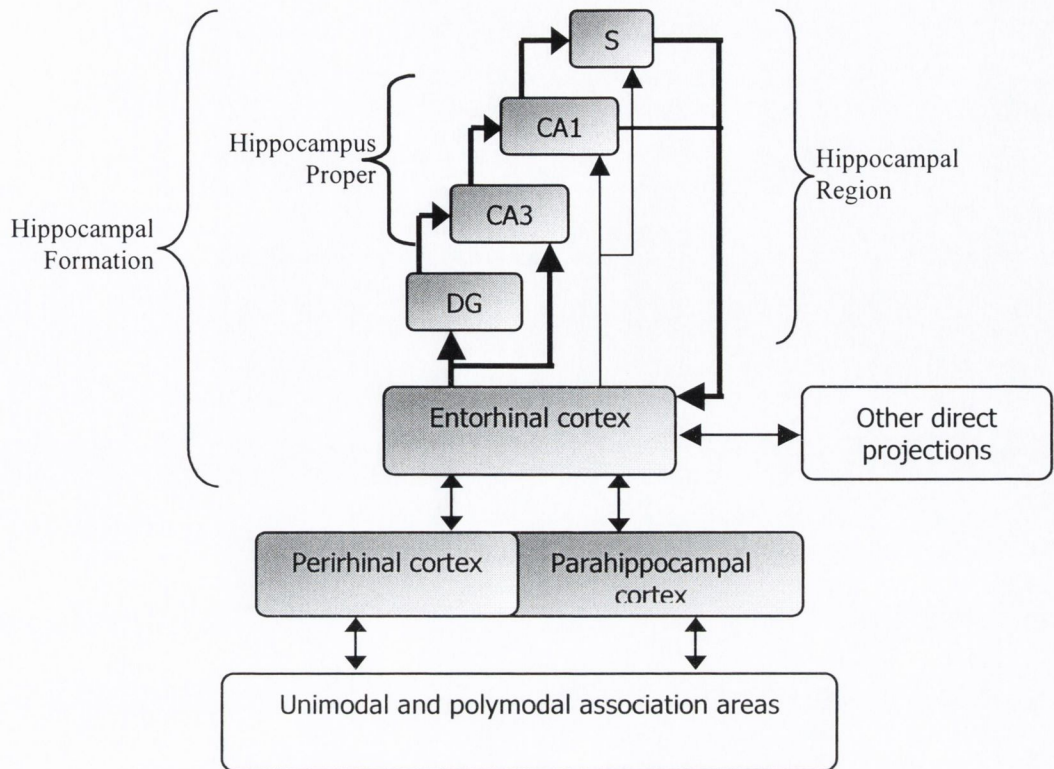 S
CA1
Hippocampus
Proper
Hippocampal
Region
CA3
Hippocampal
Formation
DG
Entorhinal cortex
Other direct
projections
Perirhinal cortex
Parahippocampal
cortex
Unimodal and polymodal association areas